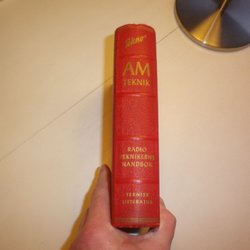 AM
TEKNIK
RADIO
TEKNIKERNS
HANDBOK
TEKNISK
LITTERATUR